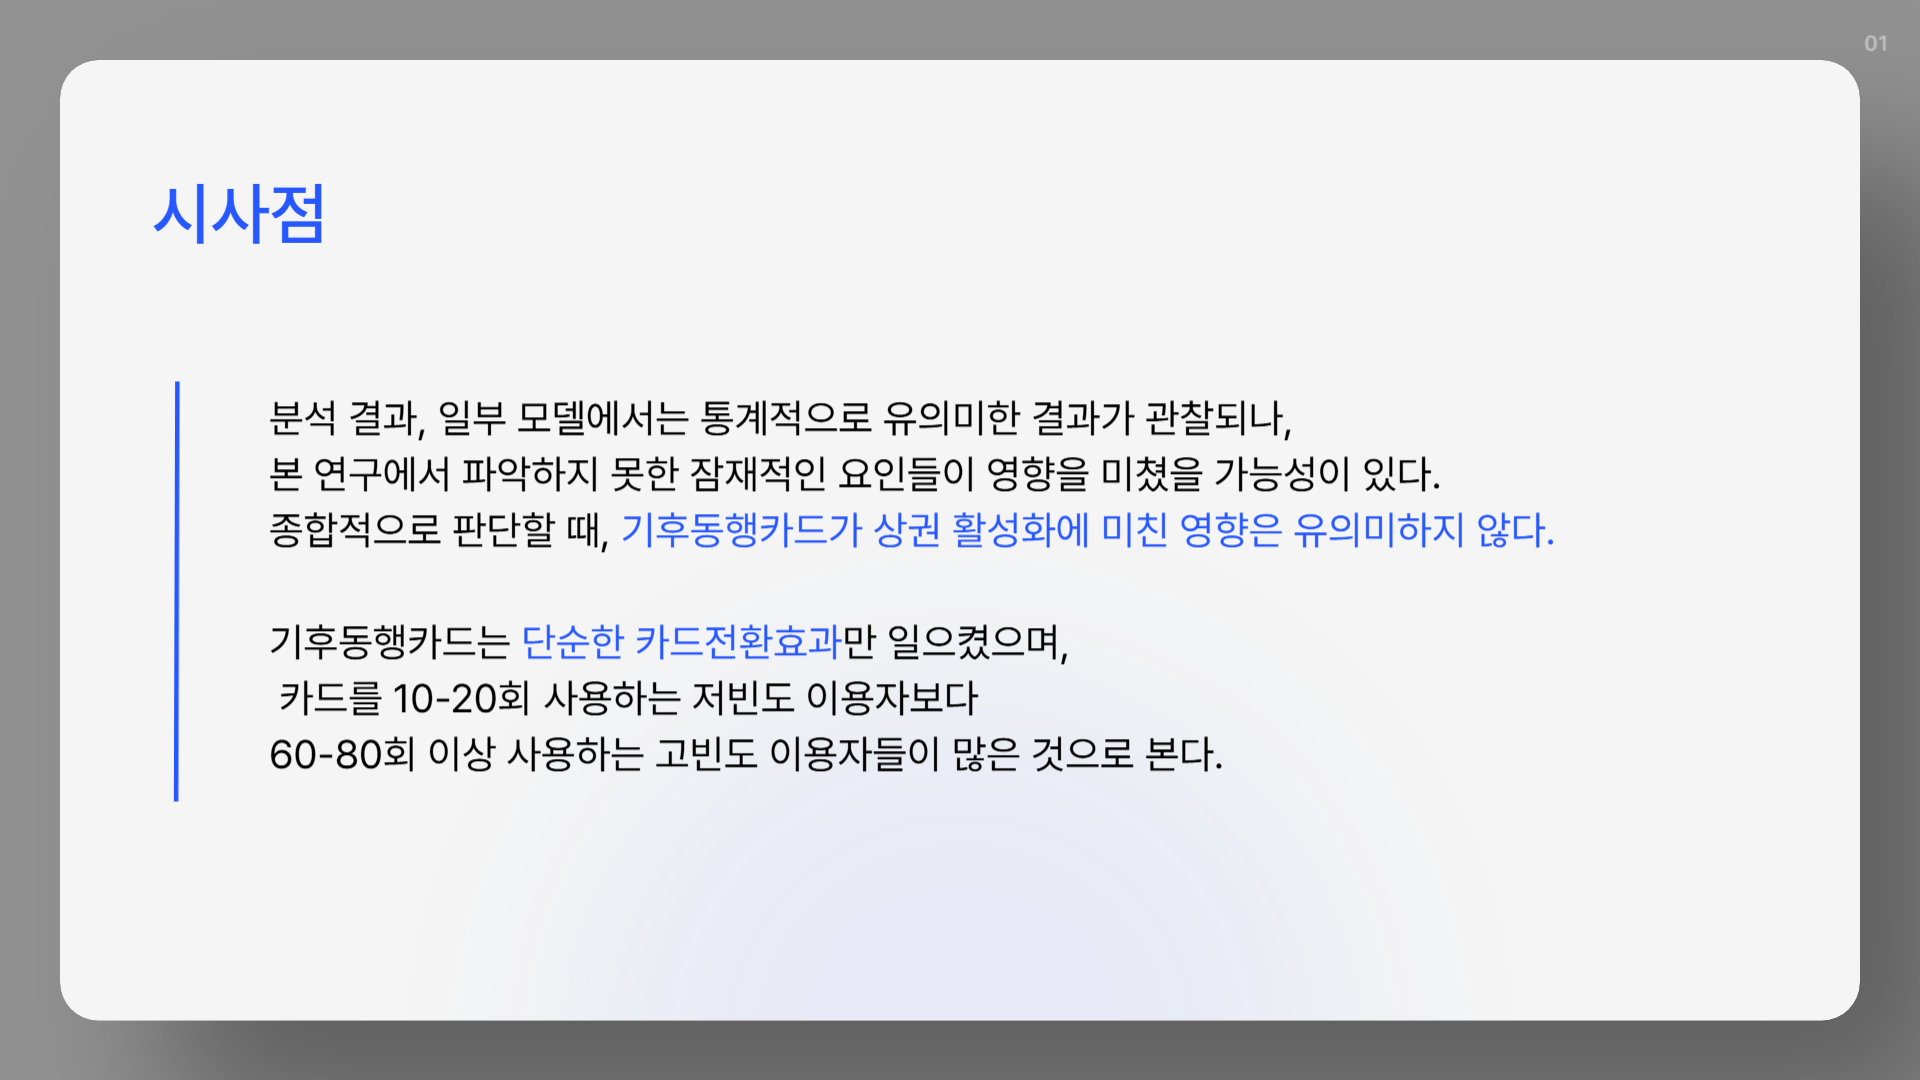 01
시사점
분석 결과, 일부 모델에서는 통계적으로 유의미한 결과가 관찰되나,
본 연구에서 파악하지 못한 잠재적인 요인들이 영향을 미쳤을 가능성이 있다.
종합적으로 판단할 때, 기후동행카드가 상권 활성화에 미친 영향은 유의미하지 않다.
기후동행카드는 단순한 카드전환효과만 일으켰으며,
카드를 10-20회 사용하는 저빈도 이용자보다
60-80회 이상 사용하는 고빈도 이용자들이 많은 것으로 본다.